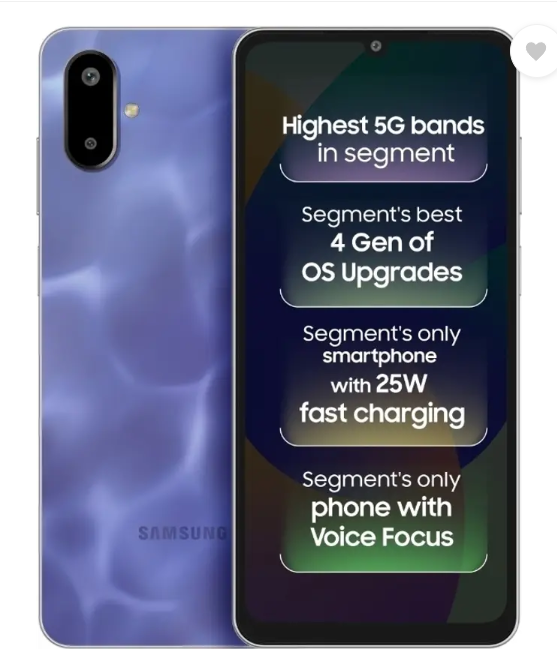 Highest 5G bands
in segment
Segment's best
4 Gen of
OS Upgrades
Segment's only
smartphone
with 25W
fast charging
Segment's only
phone with
Voice Focus
SAMSUNG